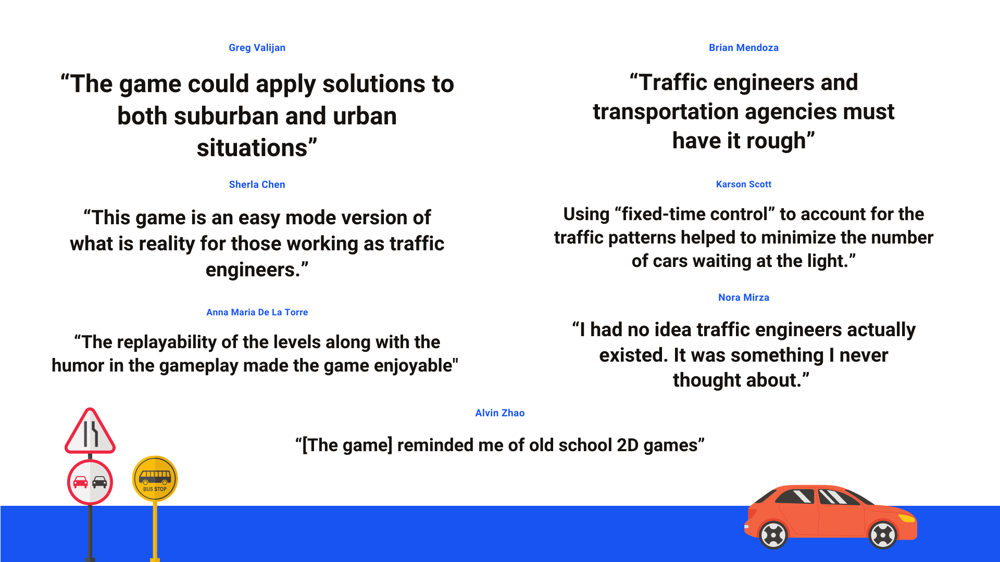 Greg Valijan
“The game could apply solutions to
both suburban and urban
situations”
Brian Mendoza
“Traffic engineers and
transportation agencies must
have it rough”
Sherla Chen
“This game is an easy mode version of
what is reality for those working as traffic
engineers.”
Karson Scott
Using “fixed-time control” to account for the
traffic patterns helped to minimize the number
of cars waiting at the light.”
Anna Maria De La Torre
“The replayability of the levels along with the
humor in the gameplay made the game enjoyable"
Nora Mirza
“I had no idea traffic engineers actually
existed. It was something I never
thought about.”
Alvin Zhao
“[The game] reminded me of old school 2D games”
BUS STOP